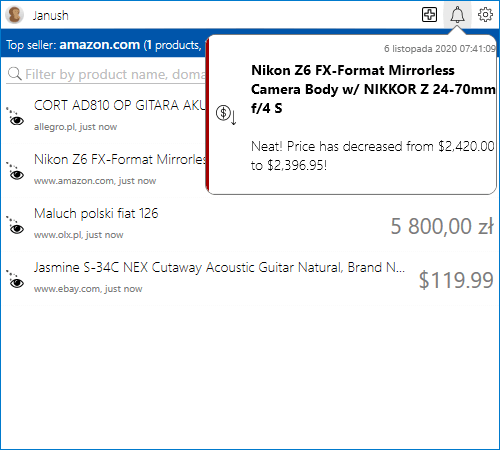 Janush
Top seller: amazon.com (1 products,
6 listopada 2020 07:41:09
Nikon Z6 FX-Format Mirrorless
Camera Body w/ NIKKOR Z 24-70mm
f/4 S
Neat! Price has decreased from $2,420.00
to $2,396.95!
Filter by product name, doma
CORT AD810 OP GITARA AKU
allegro.pl, just now
Nikon Z6 FX-Format Mirrorles
www.amazon.com, just now
Maluch polski fiat 126
www.olx.pl, just now
5 800,00 zł
Jasmine S-34C NEX Cutaway Acoustic Guitar Natural, Brand N...
www.ebay.com, just now
$119.99